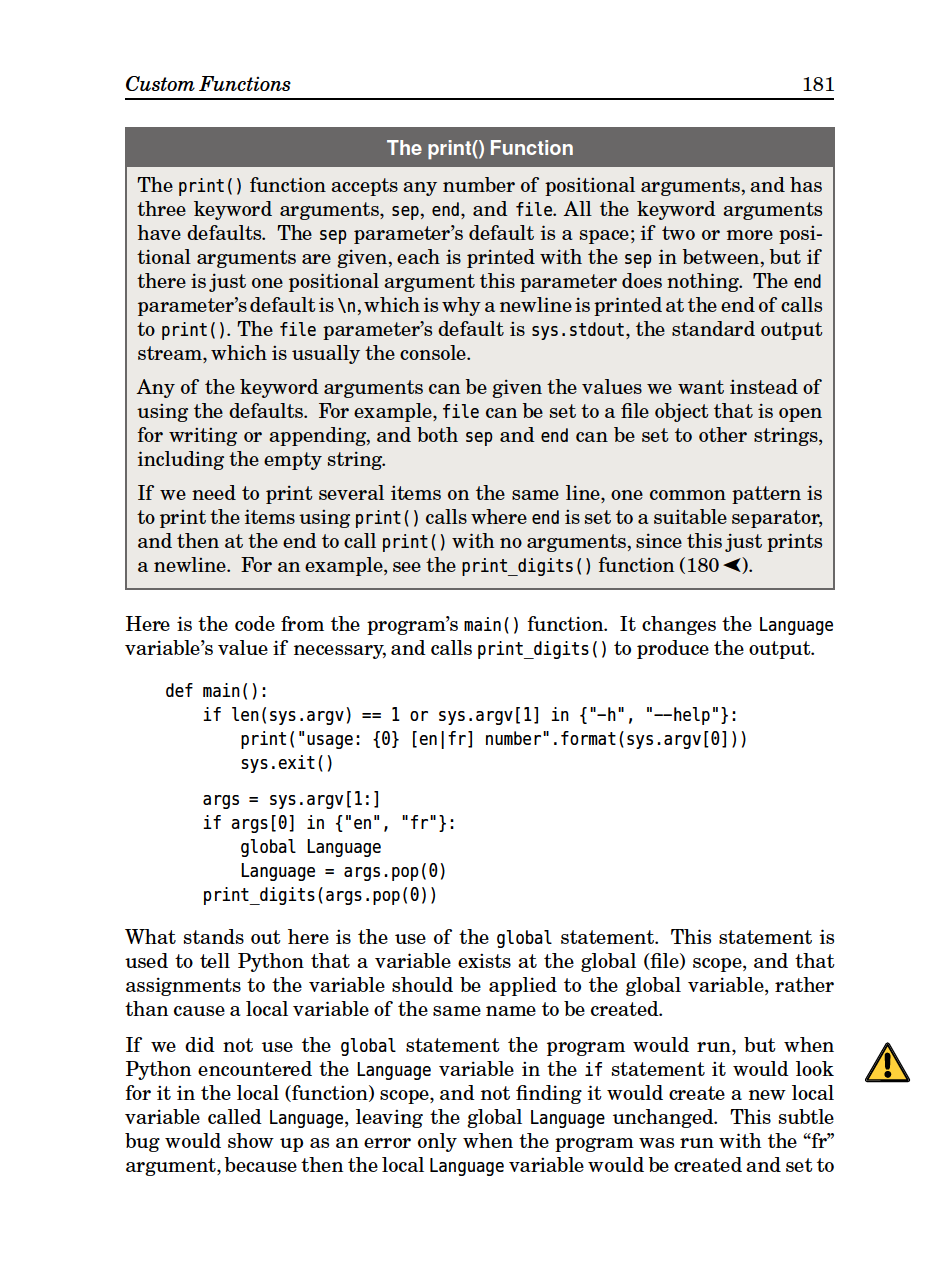 Custom Functions 181
The print() Function
The print() function accepts any number of positional arguments, and has
three keyword arguments, sep, end, and file. All the keyword arguments
have defaults. The sep parameter’s default is a space; if two or more posi-
tional arguments are given, each is printed with the sep in between, but if
there is just one positional argument this parameter does nothing. The end
parameter’s default is \n, which is why a newline is printed at the end of calls
to print(). The file parameter’s default is sys.stdout, the standard output
stream, which is usually the console.
Any of the keyword arguments can be given the values we want instead of
using the defaults. For example, file can be set to a file object that is open
for writing or appending, and both sep and end can be set to other strings,
including the empty string.
If we need to print several items on the same line, one common pattern is
to print the items using print() calls where end is set to a suitable separator,
and then at the end to call print() with no arguments, since this just prints
a newline. For an example, see the print_digits() function (180 ◄).
Here is the code from the program’s main() function. It changes the Language
variable’s value if necessary, and calls print_digits() to produce the output.
def main():
    if len(sys.argv) == 1 or sys.argv[1] in {"-h", "--help"}:
        print("usage: {0} [en|fr] number".format(sys.argv[0]))
        sys.exit()
    args = sys.argv[1:]
    if args[0] in {"en", "fr"}:
        global Language
        Language = args.pop(0)
    print_digits(args.pop(0))
What stands out here is the use of the global statement. This statement is
used to tell Python that a variable exists at the global (file) scope, and that
assignments to the variable should be applied to the global variable, rather
than cause a local variable of the same name to be created.
If we did not use the global statement the program would run, but when
Python encountered the Language variable in the if statement it would look
for it in the local (function) scope, and not finding it would create a new local
variable called Language, leaving the global Language unchanged. This subtle
bug would show up as an error only when the program was run with the “fr”
argument, because then the local Language variable would be created and set to